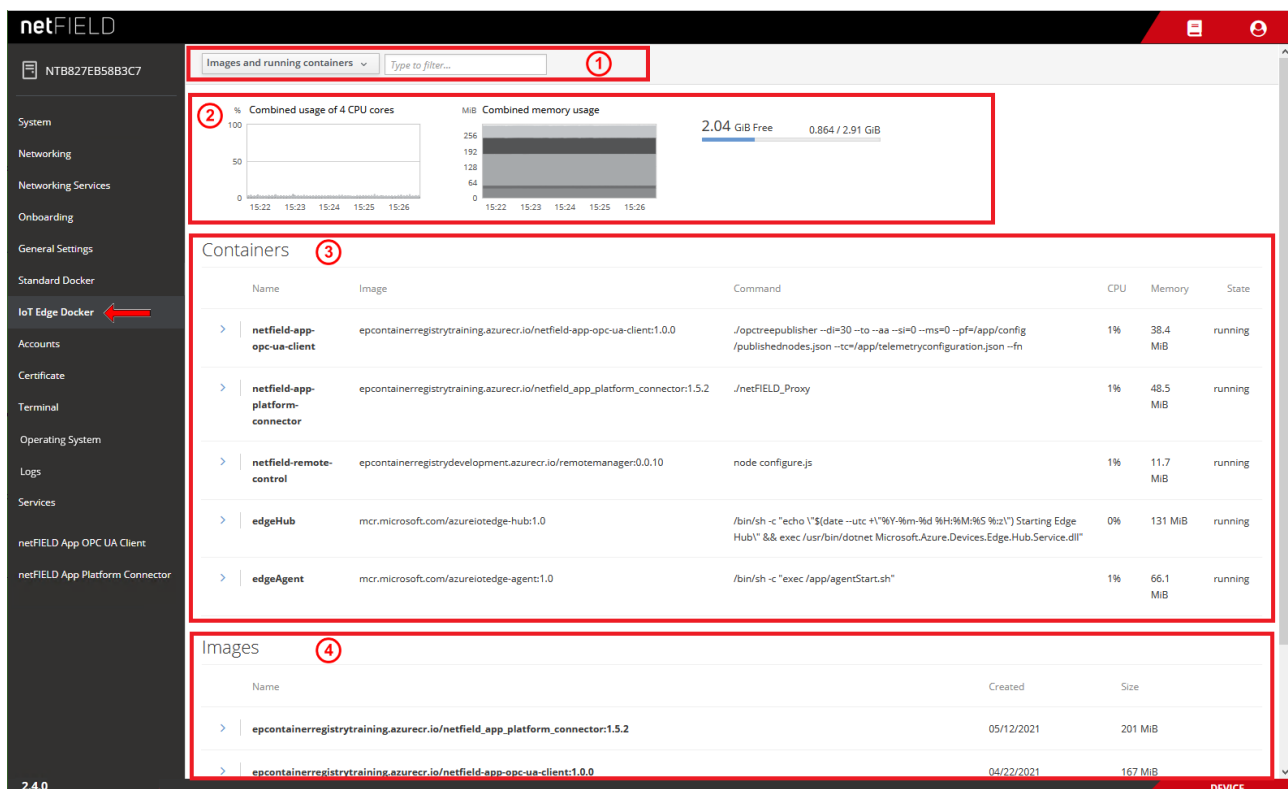 netFIELD
NTB827EB58B3C7
System
Networking
Networking Services
Onboarding
General Settings
Standard Docker
IoT Edge Docker
Accounts
Certificate
Terminal
Operating System
Logs
Services
netFIELD App OPC UA Client
netFIELD App Platform Connector
2.4.0
Images and running containers Type to filter... 1
2 % Combined usage of 4 CPU cores
100
50
0
15:22 15:23 15:24 15:25 15:26
MiB Combined memory usage
256
192
128
64
0
15:22 15:23 15:24 15:25 15:26
2.04 GiB Free 0.864 / 2.91 GiB
Containers 3
Name Image Command CPU Memory State
netfield-app- epcontainerregistrytraining.azurecr.io/netfield-app-opc-ua-client:1.0.0 ./opctreepublisher --di=30 --to --aa --si=0 --ms=0 --pf=/app/config 1% 38.4 running
opc-ua-client /publishednodes.json --tc=/app/telemetryconfiguration.json --fn MiB
netfield-app- epcontainerregistrytraining.azurecr.io/netfield_app_platform_connector:1.5.2 ./netFIELD_Proxy 1% 48.5 running
platform- MiB
connector
netfield-remote- epcontainerregistrydevelopment.azurecr.io/remotemanager:0.0.10 node configure.js 1% 11.7 running
control MiB
edgeHub mcr.microsoft.com/azureiotedge-hub:1.0 /bin/sh -c "echo \"$(date --utc +\"%Y-%m-%d %H:%M:%S %:z\") Starting Edge 0% 131 MiB running
Hub\" && exec /usr/bin/dotnet Microsoft.Azure.Devices.Edge.Hub.Service.dll"
edgeAgent mcr.microsoft.com/azureiotedge-agent:1.0 /bin/sh -c "exec /app/agentStart.sh" 1% 66.1 running
MiB
Images 4
Name Created Size
epcontainerregistrytraining.azurecr.io/netfield_app_platform_connector:1.5.2 05/12/2021 201 MiB
epcontainerregistrytraining.azurecr.io/netfield-app-opc-ua-client:1.0.0 04/22/2021 167 MiB
DEVICE